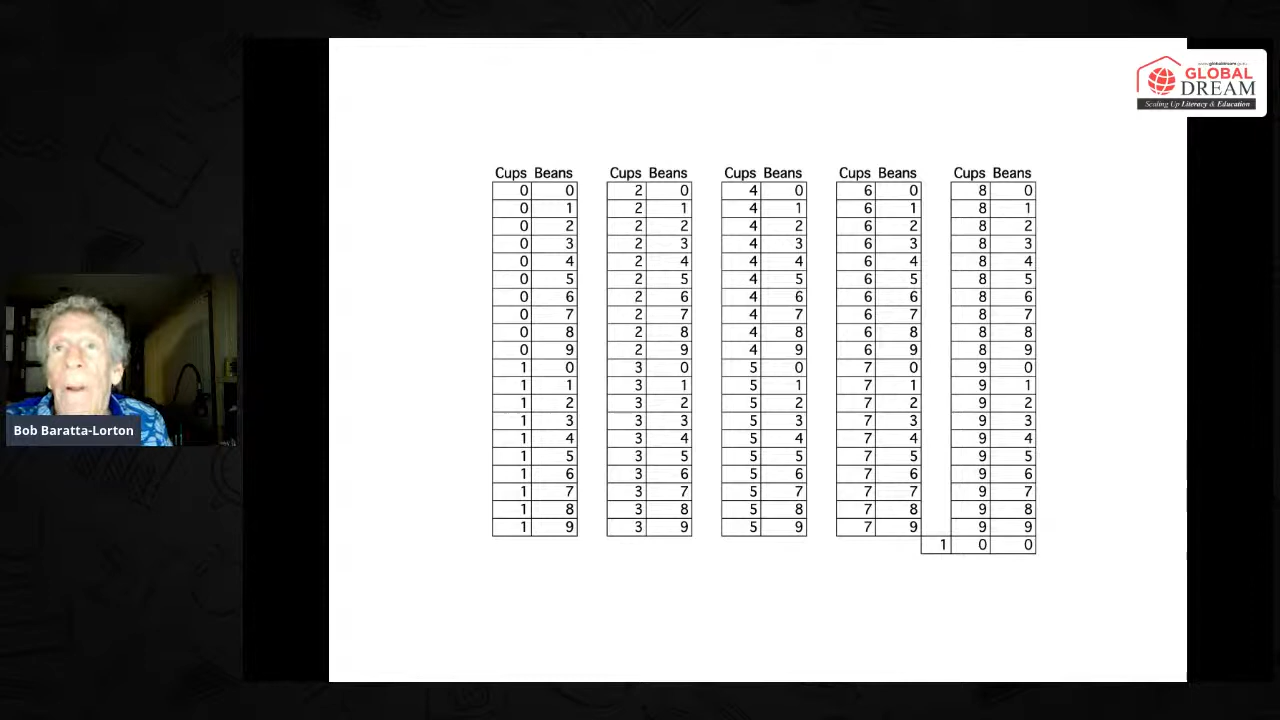 www.globaldream.guru
GLOBAL
DREAM
Scaling Up Literacy & Education
Cups Beans Cups Beans Cups Beans Cups Beans Cups Beans
0 0 2 0 4 0 6 0 8 0
0 1 2 1 4 1 6 1 8 1
0 2 2 2 4 2 6 2 8 2
0 3 2 3 4 3 6 3 8 3
0 4 2 4 4 4 6 4 8 4
0 5 2 5 4 5 6 5 8 5
0 6 2 6 4 6 6 6 8 6
0 7 2 7 4 7 6 7 8 7
0 8 2 8 4 8 6 8 8 8
0 9 2 9 4 9 6 9 8 9
1 0 3 0 5 0 7 0 9 0
1 1 3 1 5 1 7 1 9 1
1 2 3 2 5 2 7 2 9 2
1 3 3 3 5 3 7 3 9 3
1 4 3 4 5 4 7 4 9 4
1 5 3 5 5 5 7 5 9 5
1 6 3 6 5 6 7 6 9 6
1 7 3 7 5 7 7 7 9 7
1 8 3 8 5 8 7 8 9 8
1 9 3 9 5 9 7 9 9 9
1 0 0
Bob Baratta-Lorton